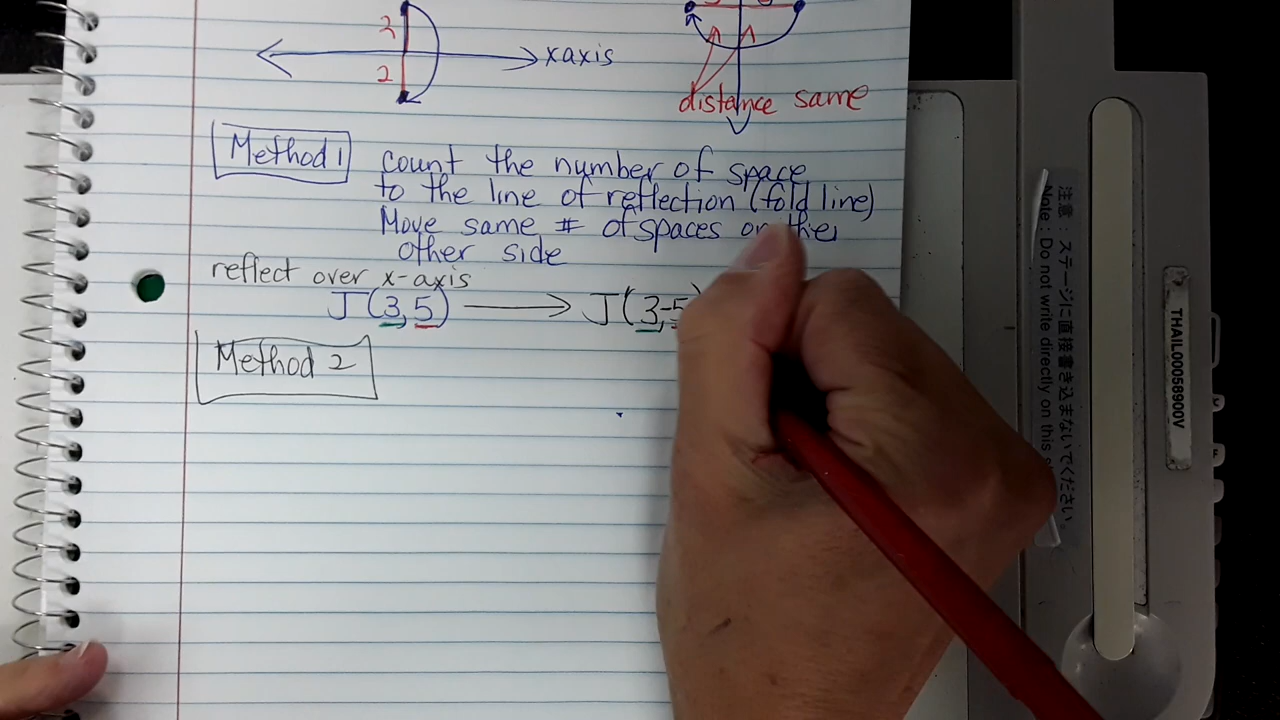 2
xaxis
2
distance same
Method 1
count the number of space
to the line of reflection (fold line)
Move same # of spaces on the
other side
reflect over x-axis
J(3,5) → J(3,-5)
Method 2
注意：ステージに直接書き込まないでください。
Note: Do not write directly on this
THAIL00058900V